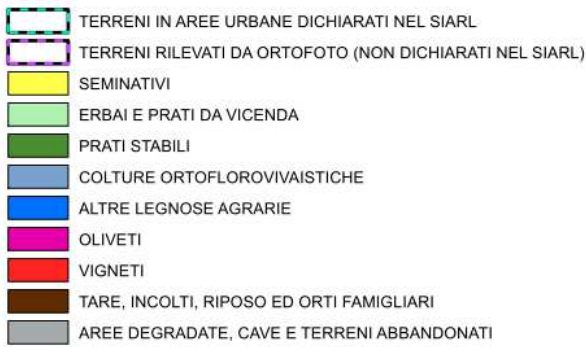 TERRENI IN AREE URBANE DICHIARATI NEL SIARL
TERRENI RILEVATI DA ORTOFOTO (NON DICHIARATI NEL SIARL)
SEMINATIVI
ERBAI E PRATI DA VICENDA
PRATI STABILI
COLTURE ORTOFLOROVIVAISTICHE
ALTRE LEGNOSE AGRARIE
OLIVETI
VIGNETI
TARE, INCOLTI, RIPOSO ED ORTI FAMIGLIARI
AREE DEGRADATE, CAVE E TERRENI ABBANDONATI